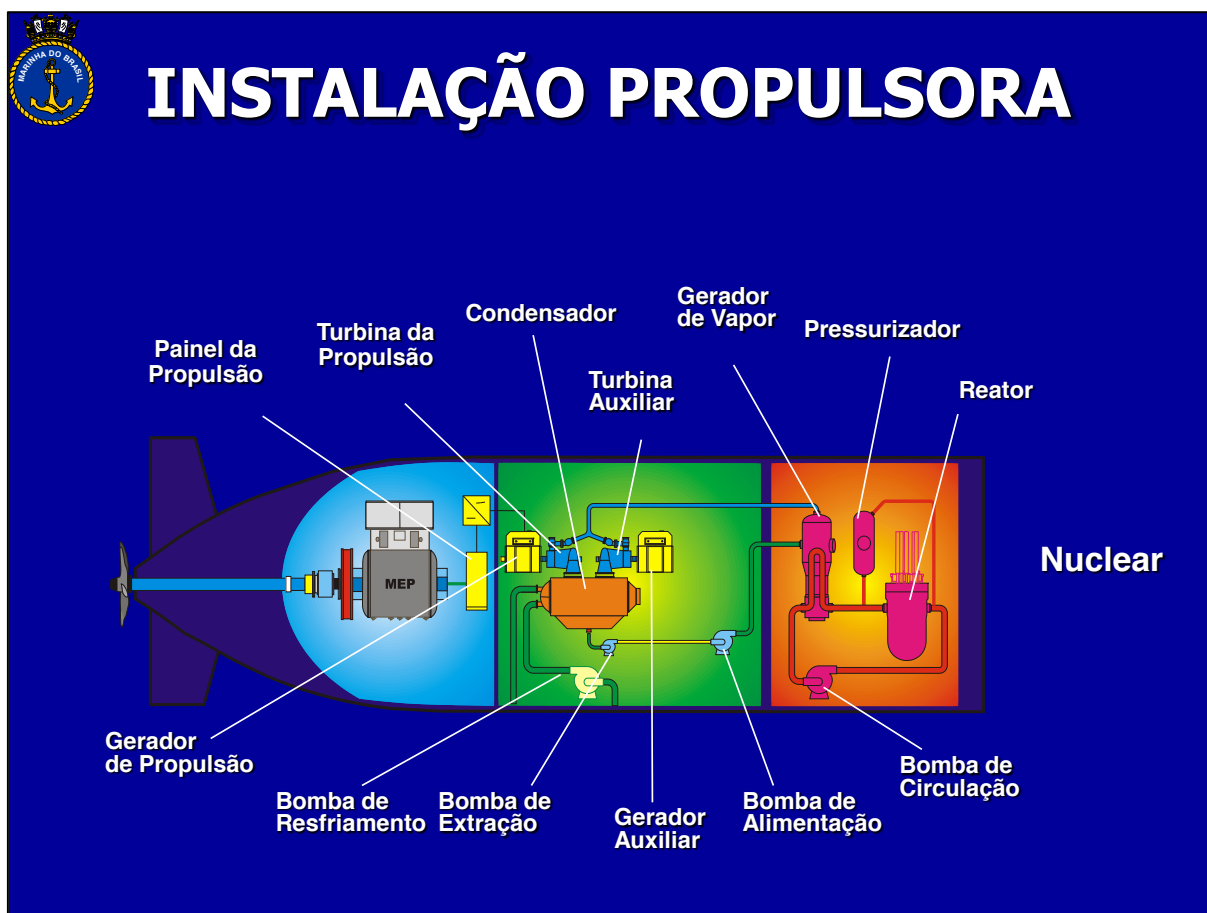 MARINHA DO BRASIL
INSTALAÇÃO PROPULSORA
Painel da
Propulsão
Turbina da
Propulsão
Condensador
Turbina
Auxiliar
Gerador
de Vapor
Pressurizador
Reator
MEP
Nuclear
Gerador
de Propulsão
Bomba de
Resfriamento
Bomba de
Extração
Gerador
Auxiliar
Bomba de
Alimentação
Bomba de
Circulação